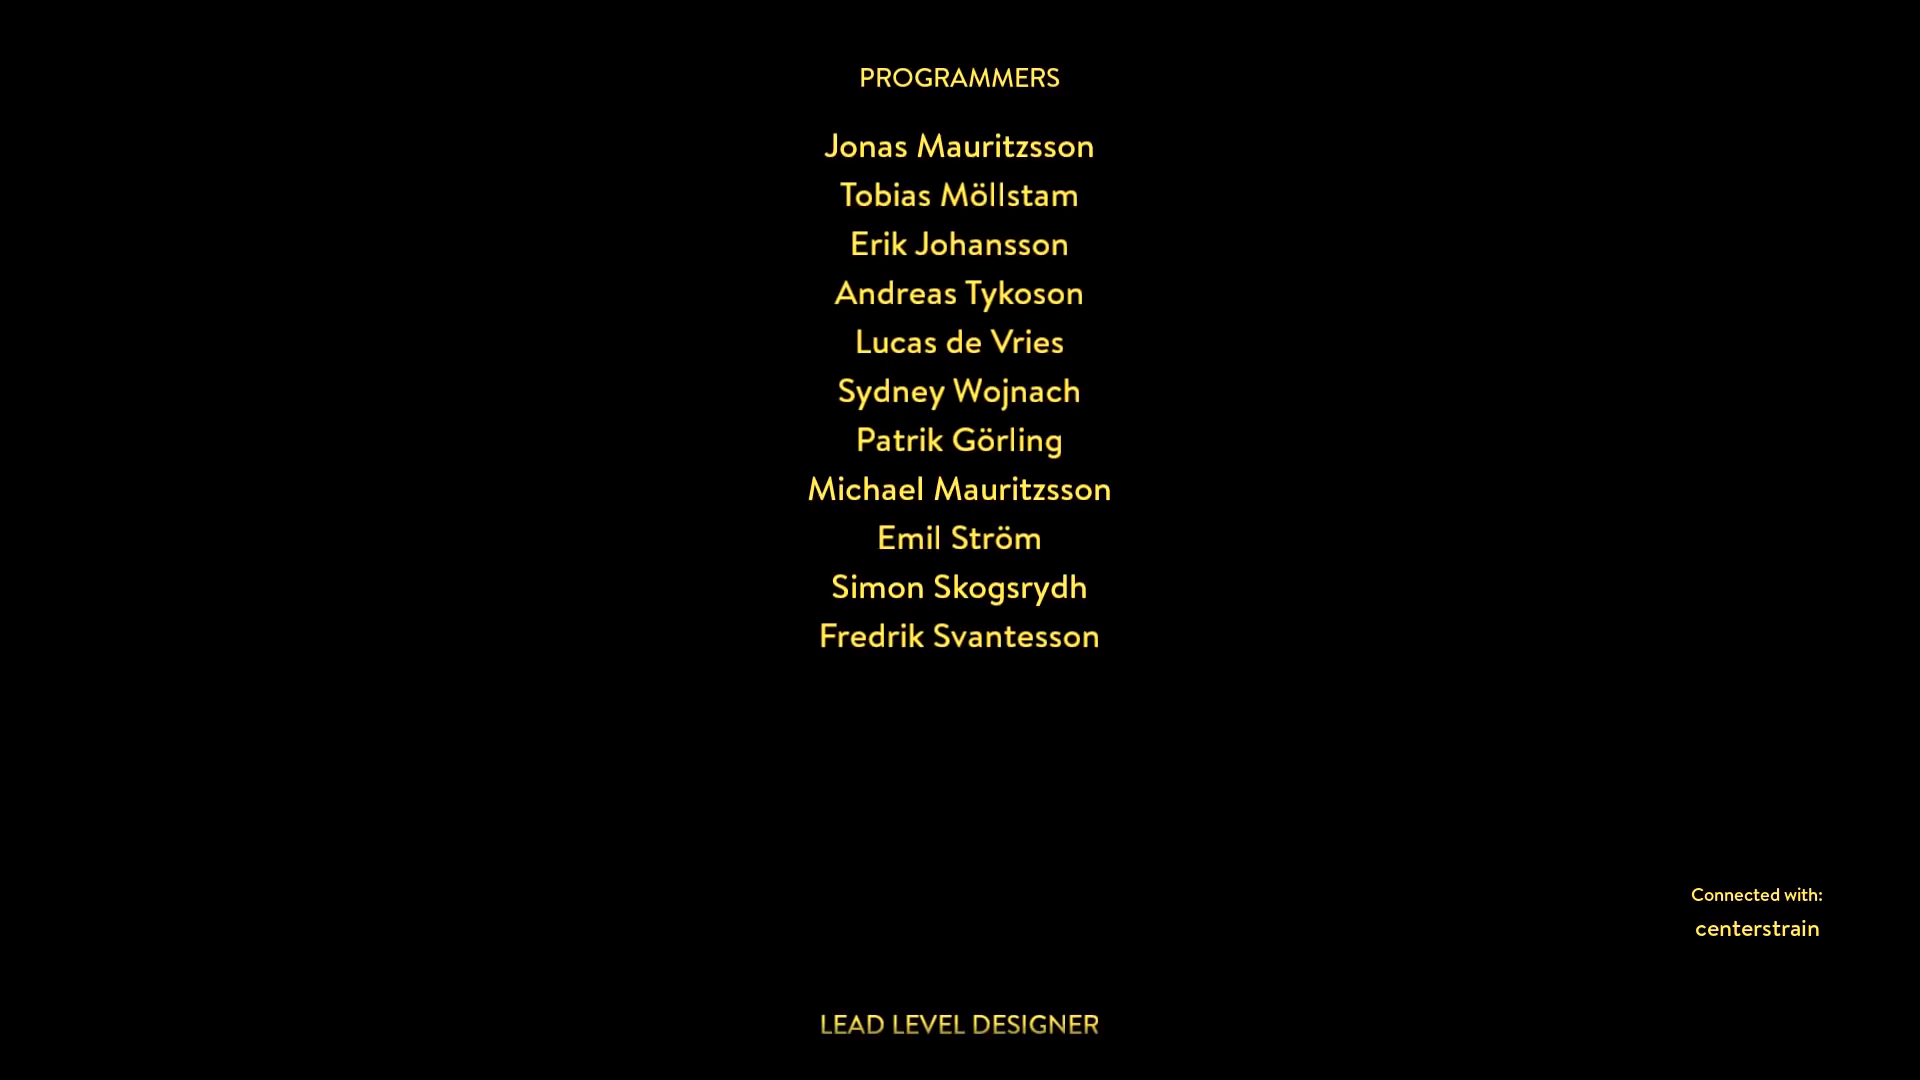 PROGRAMMERS
Jonas Mauritzsson
Tobias Möllstam
Erik Johansson
Andreas Tykoson
Lucas de Vries
Sydney Wojnach
Patrik Görling
Michael Mauritzsson
Emil Ström
Simon Skogsrydh
Fredrik Svantesson
Connected with:
centerstrain
LEAD LEVEL DESIGNER